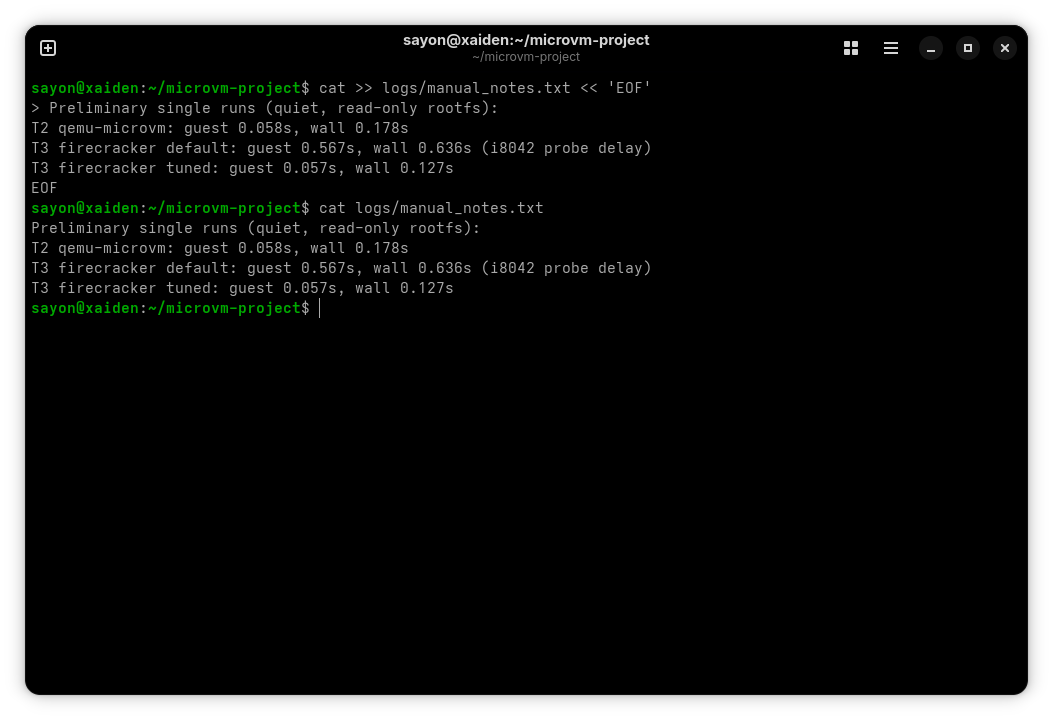 sayon@xaiden:~/microvm-project
~/microvm-project
sayon@xaiden:~/microvm-project$ cat >> logs/manual_notes.txt << 'EOF'
> Preliminary single runs (quiet, read-only rootfs):
T2 qemu-microvm: guest 0.058s, wall 0.178s
T3 firecracker default: guest 0.567s, wall 0.636s (i8042 probe delay)
T3 firecracker tuned: guest 0.057s, wall 0.127s
EOF
sayon@xaiden:~/microvm-project$ cat logs/manual_notes.txt
Preliminary single runs (quiet, read-only rootfs):
T2 qemu-microvm: guest 0.058s, wall 0.178s
T3 firecracker default: guest 0.567s, wall 0.636s (i8042 probe delay)
T3 firecracker tuned: guest 0.057s, wall 0.127s
sayon@xaiden:~/microvm-project$